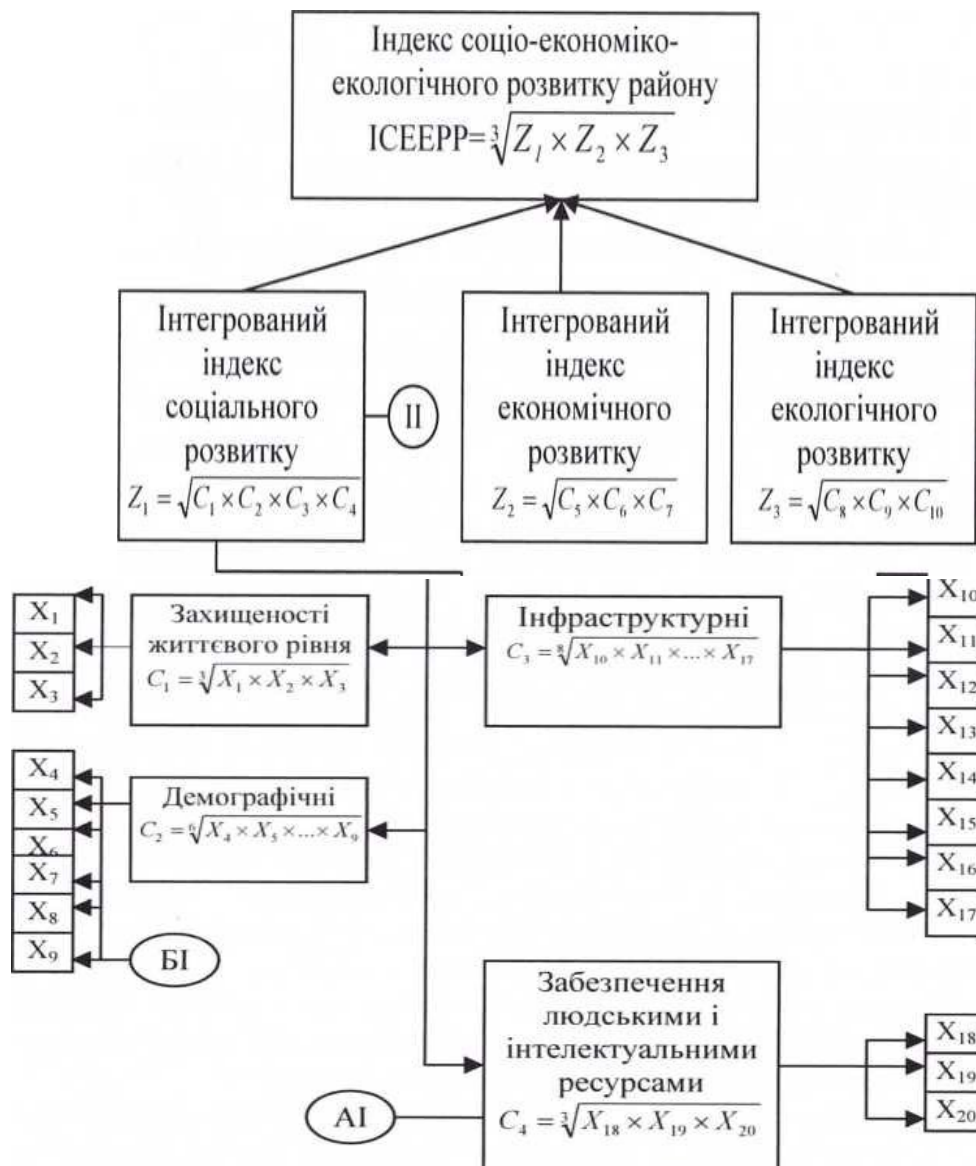 Індекс соціо-економіко-
екологічного розвитку району
ІСЕЕРР=∛Z₁ × Z₂ × Z₃
Інтегрований
індекс
соціального
розвитку
Z₁ = √C₁ × C₂ × C₃ × C₄
ІІ
Інтегрований
індекс
економічного
розвитку
Z₂ = √C₅ × C₆ × C₇
Інтегрований
індекс
екологічного
розвитку
Z₃ = √C₈ × C₉ × C₁₀
X₁
X₂
X₃
Захищеності
життєвого рівня
C₁ = ∛X₁ × X₂ × X₃
Інфраструктурні
C₃ = ⁸√X₁₀ × X₁₁ × ... × X₁₇
X₁₀
X₁₁
X₁₂
X₁₃
X₁₄
X₁₅
X₁₆
X₁₇
X₄
X₅
X₆
X₇
X₈
X₉
Демографічні
C₂ = ⁶√X₄ × X₅ × ... × X₉
БІ
Забезпечення
людськими і
інтелектуальними
ресурсами
C₄ = ∛X₁₈ × X₁₉ × X₂₀
АІ
X₁₈
X₁₉
X₂₀